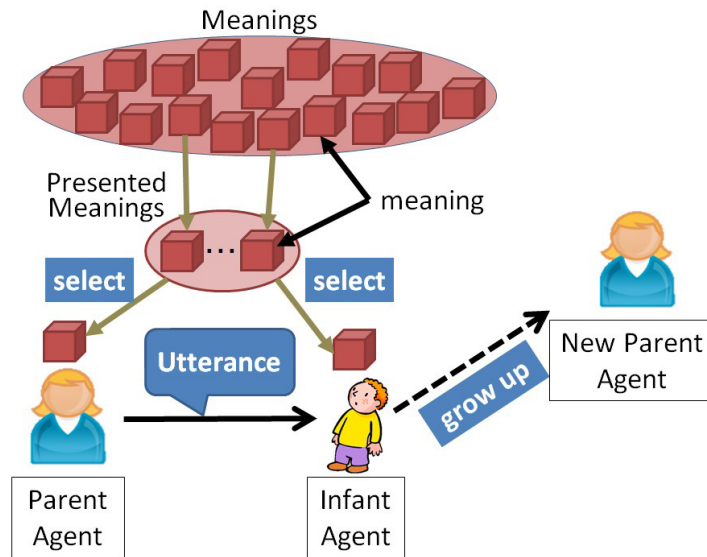 Meanings
Presented
Meanings
...
meaning
select
select
Utterance
grow up
New Parent
Agent
Parent
Agent
Infant
Agent